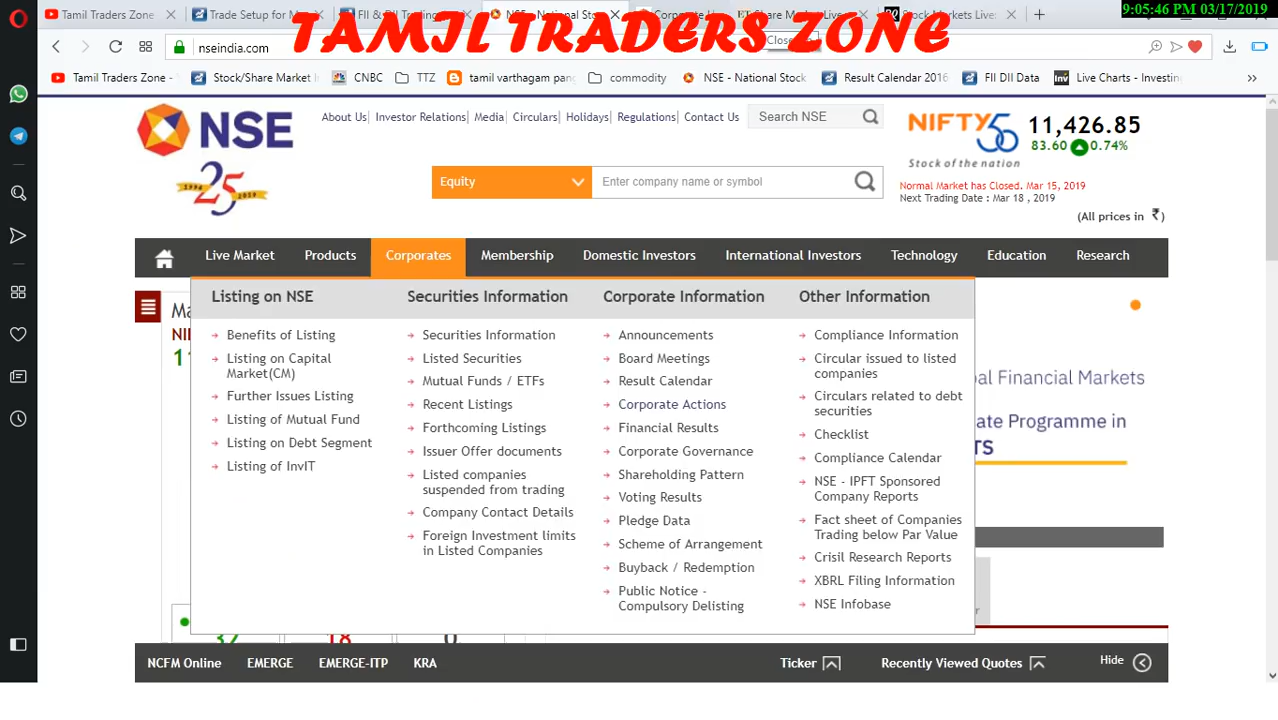 Tamil Traders Zone
Trade Setup for M
FII & DII Trading
NSE - National Sto
Corporate
Share Market Live
Stock Markets Live
9:05:46 PM 03/17/2019
TAMIL TRADERS ZONE
nseindia.com
Tamil Traders Zone -
Stock/Share Market
CNBC
TTZ
tamil varthagam pan
commodity
NSE - National Stock
Result Calendar 2016
FII DII Data
Live Charts - Investin
NSE
25
About Us| Investor Relations| Media| Circulars| Holidays| Regulations| Contact Us
Search NSE
NIFTY 50
Stock of the nation
11,426.85
83.60 0.74%
Equity
Enter company name or symbol
Normal Market has Closed. Mar 15, 2019
Next Trading Date : Mar 18 , 2019
(All prices in ₹)
Live Market Products Corporates Membership Domestic Investors International Investors Technology Education Research
Listing on NSE
Benefits of Listing
Listing on Capital
Market(CM)
Further Issues Listing
Listing of Mutual Fund
Listing on Debt Segment
Listing of InvIT
Securities Information
Securities Information
Listed Securities
Mutual Funds / ETFs
Recent Listings
Forthcoming Listings
Issuer Offer documents
Listed companies
suspended from trading
Company Contact Details
Foreign Investment limits
in Listed Companies
Corporate Information
Announcements
Board Meetings
Result Calendar
Corporate Actions
Financial Results
Corporate Governance
Shareholding Pattern
Voting Results
Pledge Data
Scheme of Arrangement
Buyback / Redemption
Public Notice -
Compulsory Delisting
Other Information
Compliance Information
Circular issued to listed
companies
Circulars related to debt
securities
Checklist
Compliance Calendar
NSE - IPFT Sponsored
Company Reports
Fact sheet of Companies
Trading below Par Value
Crisil Research Reports
XBRL Filing Information
NSE Infobase
al Financial Markets
ate Programme in
TS
32 18 0
NCFM Online EMERGE EMERGE-ITP KRA
Ticker
Recently Viewed Quotes
Hide